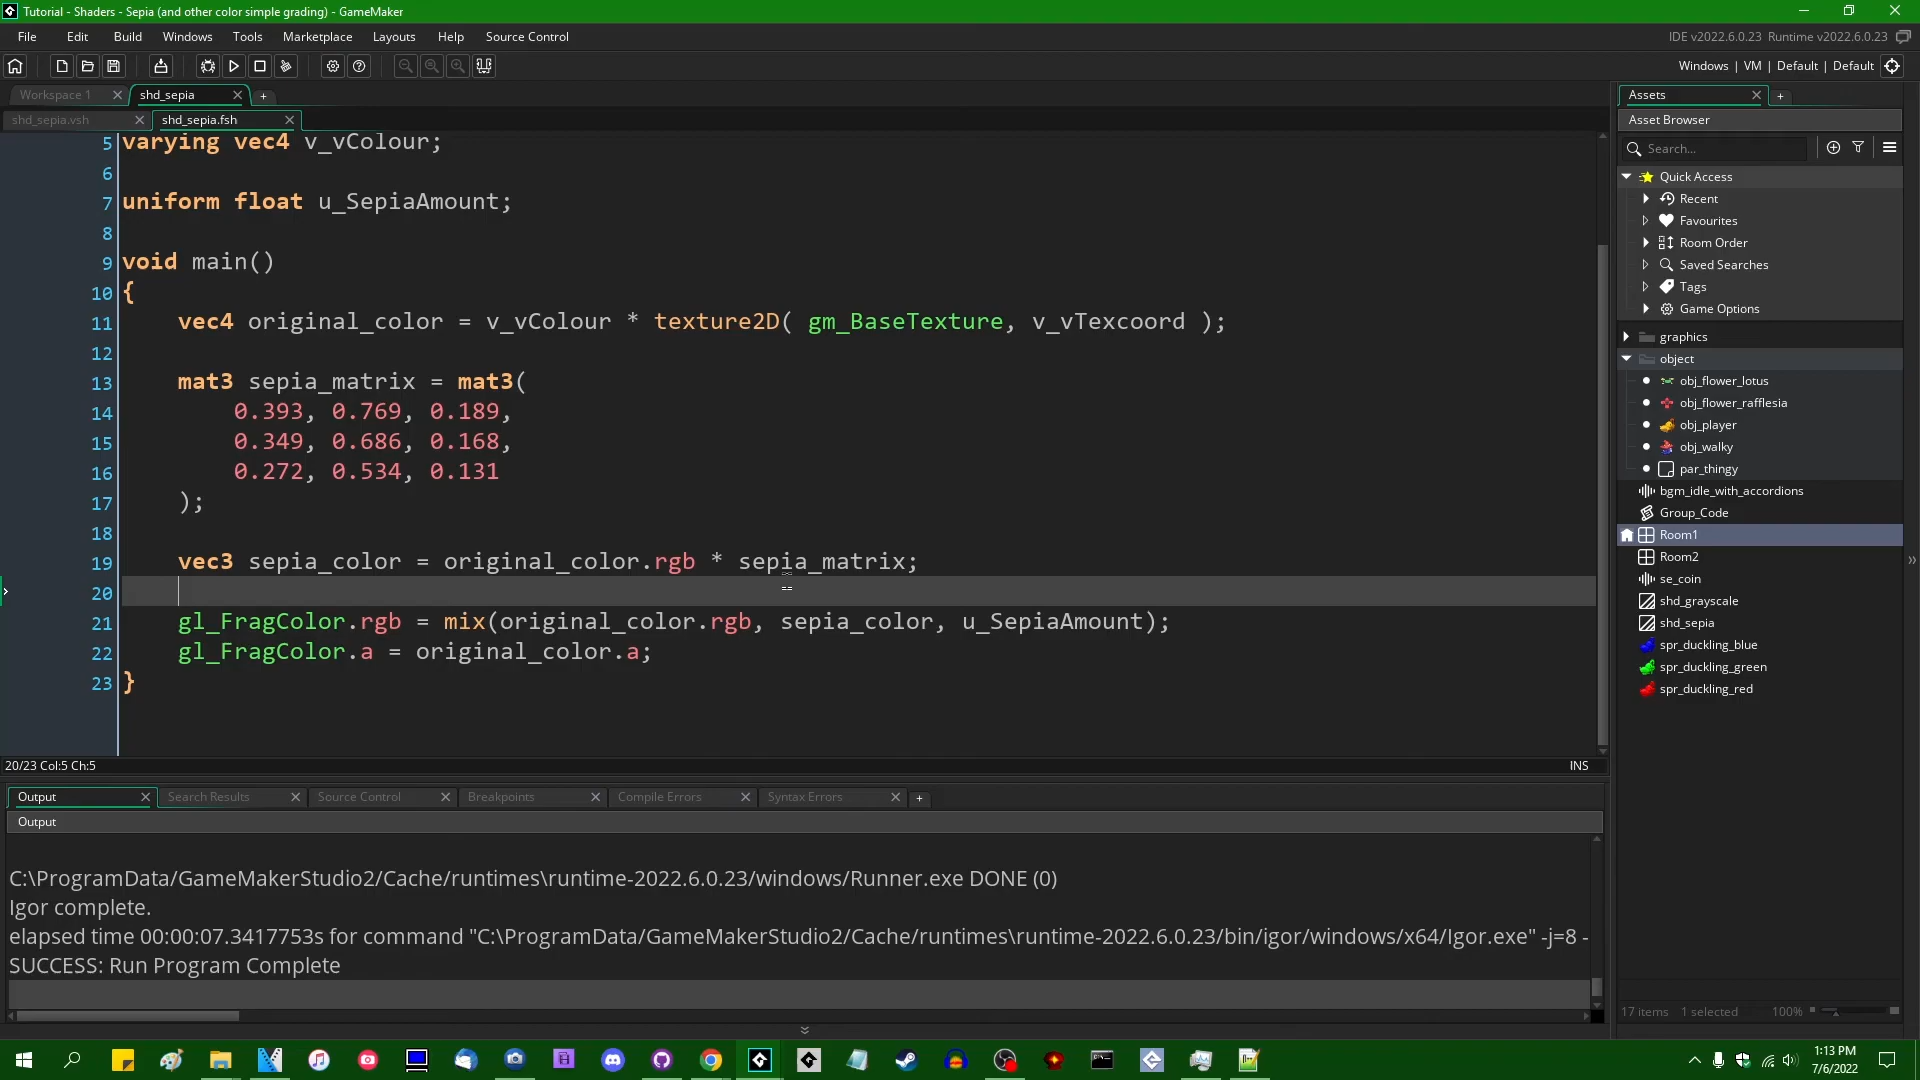 Tutorial - Shaders - Sepia (and other color simple grading) - GameMaker
File Edit Build Windows Tools Marketplace Layouts Help Source Control
IDE v2022.6.0.23 Runtime v2022.6.0.23
Windows | VM | Default | Default
Workspace 1
shd_sepia
shd_sepia.vsh
shd_sepia.fsh
5 varying vec4 v_vColour;
6
7 uniform float u_SepiaAmount;
8
9 void main()
10 {
11 vec4 original_color = v_vColour * texture2D( gm_BaseTexture, v_vTexcoord );
12
13 mat3 sepia_matrix = mat3(
14 0.393, 0.769, 0.189,
15 0.349, 0.686, 0.168,
16 0.272, 0.534, 0.131
17 );
18
19 vec3 sepia_color = original_color.rgb * sepia_matrix;
20
21 gl_FragColor.rgb = mix(original_color.rgb, sepia_color, u_SepiaAmount);
22 gl_FragColor.a = original_color.a;
23 }
20/23 Col:5 Ch:5
INS
Output
Search Results
Source Control
Breakpoints
Compile Errors
Syntax Errors
Output
C:\ProgramData/GameMakerStudio2/Cache/runtimes\runtime-2022.6.0.23/windows/Runner.exe DONE (0)
Igor complete.
elapsed time 00:00:07.3417753s for command "C:\ProgramData/GameMakerStudio2/Cache/runtimes\runtime-2022.6.0.23/bin/igor/windows/x64/Igor.exe" -j=8 -
SUCCESS: Run Program Complete
Assets
Asset Browser
Search...
Quick Access
Recent
Favourites
Room Order
Saved Searches
Tags
Game Options
graphics
object
obj_flower_lotus
obj_flower_rafflesia
obj_player
obj_walky
par_thingy
bgm_idle_with_accordions
Group_Code
Room1
Room2
se_coin
shd_grayscale
shd_sepia
spr_duckling_blue
spr_duckling_green
spr_duckling_red
17 items 1 selected 100%
1:13 PM
7/6/2022